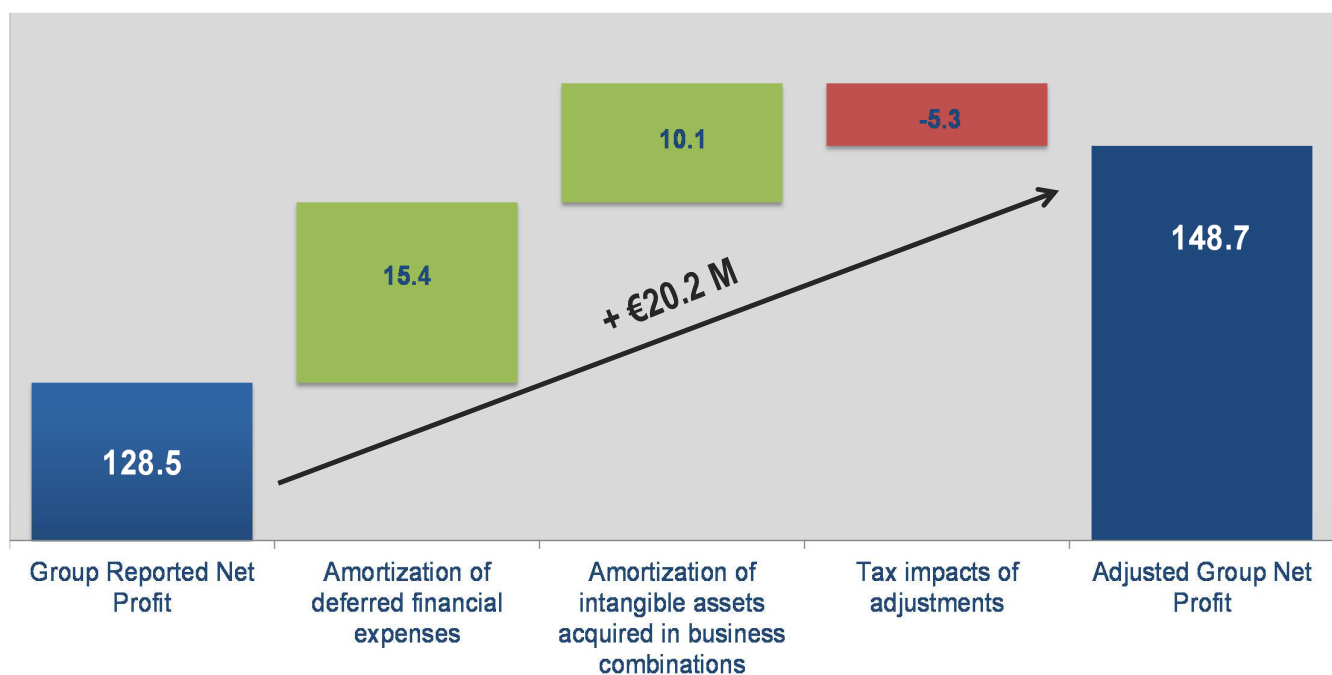 -5.3
10.1
148.7
15.4
+ €20.2 M
128.5
Group Reported Net
Profit
Amortization of
deferred financial
expenses
Amortization of
intangible assets
acquired in business
combinations
Tax impacts of
adjustments
Adjusted Group Net
Profit